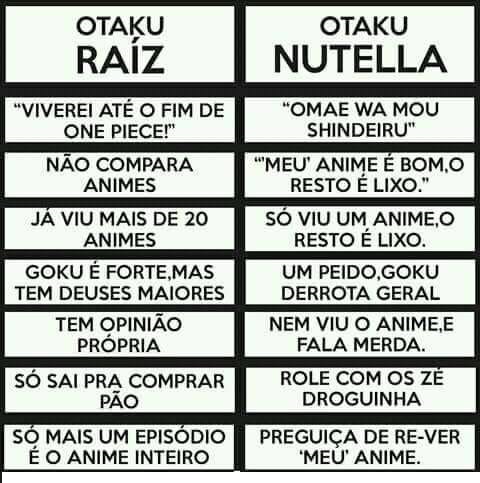 OTAKU
RAÍZ
OTAKU
NUTELLA
"VIVEREI ATÉ O FIM DE
ONE PIECE!"
"OMAE WA MOU
SHINDEIRU"
NÃO COMPARA
ANIMES
"'MEU' ANIME É BOM,O
RESTO É LIXO."
JÁ VIU MAIS DE 20
ANIMES
SÓ VIU UM ANIME,O
RESTO É LIXO.
GOKU É FORTE,MAS
TEM DEUSES MAIORES
UM PEIDO,GOKU
DERROTA GERAL
TEM OPINIÃO
PRÓPRIA
NEM VIU O ANIME,E
FALA MERDA.
SÓ SAI PRA COMPRAR
PÃO
ROLE COM OS ZÉ
DROGUINHA
SÓ MAIS UM EPISÓDIO
É O ANIME INTEIRO
PREGUIÇA DE RE-VER
'MEU' ANIME.